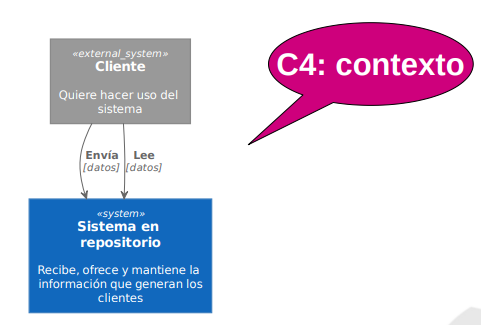 «external_system»
Cliente
Quiere hacer uso del
sistema
C4: contexto
Envía
[datos]
Lee
[datos]
«system»
Sistema en
repositorio
Recibe, ofrece y mantiene la
información que generan los
clientes